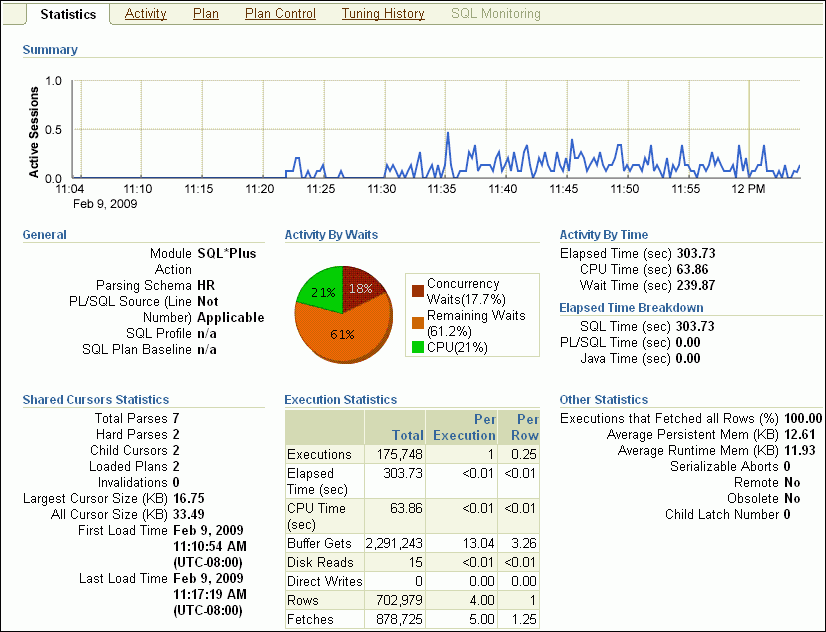 Statistics Activity Plan Plan Control Tuning History SQL Monitoring
Summary
Active Sessions
1.0
0.5
0.0
11:04 11:10 11:15 11:20 11:25 11:30 11:35 11:40 11:45 11:50 11:55 12 PM
Feb 9, 2009
General
Module SQL*Plus
Action
Parsing Schema HR
PL/SQL Source (Line Not
Number) Applicable
SQL Profile n/a
SQL Plan Baseline n/a
Activity By Waits
21% 18%
61%
Concurrency
Waits(17.7%)
Remaining Waits
(61.2%)
CPU(21%)
Activity By Time
Elapsed Time (sec) 303.73
CPU Time (sec) 63.86
Wait Time (sec) 239.87
Elapsed Time Breakdown
SQL Time (sec) 303.73
PL/SQL Time (sec) 0.00
Java Time (sec) 0.00
Shared Cursors Statistics
Total Parses 7
Hard Parses 2
Child Cursors 2
Loaded Plans 2
Invalidations 0
Largest Cursor Size (KB) 16.75
All Cursor Size (KB) 33.49
First Load Time Feb 9, 2009
11:10:54 AM
(UTC-08:00)
Last Load Time Feb 9, 2009
11:17:19 AM
(UTC-08:00)
Execution Statistics
Per Per
Total Execution Row
Executions 175,748 1 0.25
Elapsed 303.73 <0.01 <0.01
Time (sec)
CPU Time 63.86 <0.01 <0.01
(sec)
Buffer Gets 2,291,243 13.04 3.26
Disk Reads 15 <0.01 <0.01
Direct Writes 0 0.00 0.00
Rows 702,979 4.00 1
Fetches 878,725 5.00 1.25
Other Statistics
Executions that Fetched all Rows (%) 100.00
Average Persistent Mem (KB) 12.61
Average Runtime Mem (KB) 11.93
Serializable Aborts 0
Remote No
Obsolete No
Child Latch Number 0